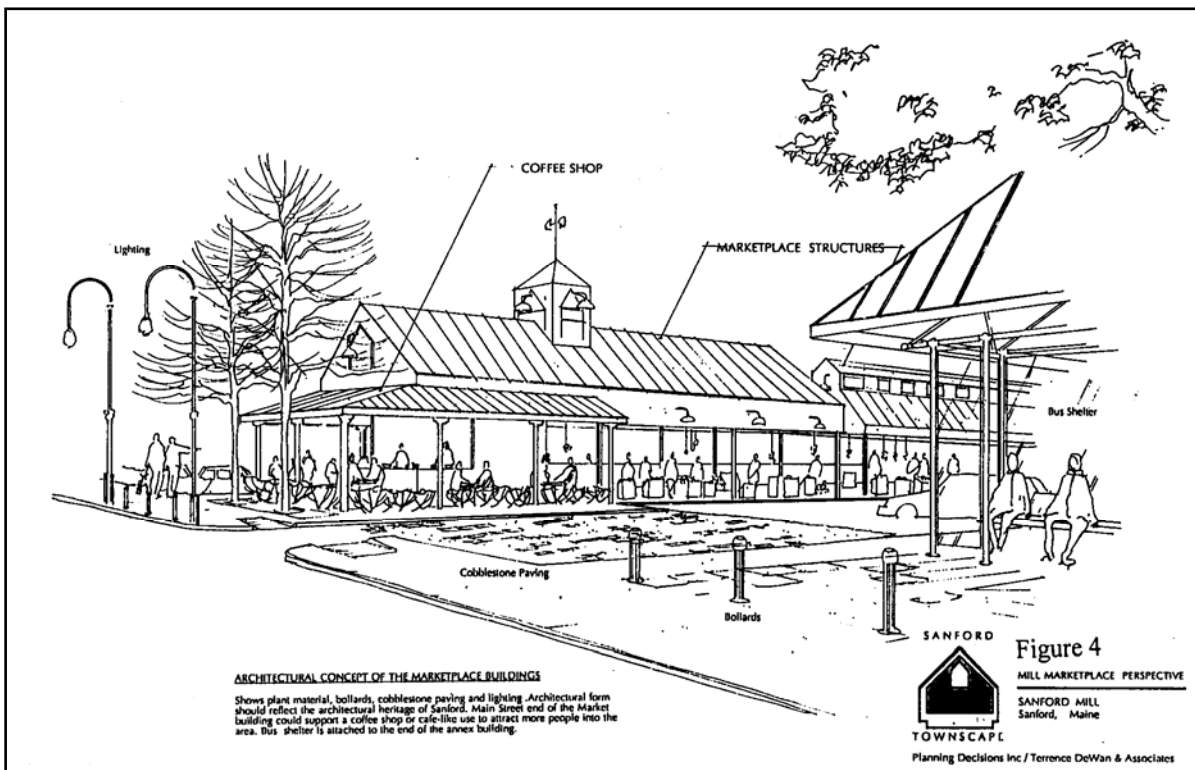 COFFEE SHOP
Lighting
MARKETPLACE STRUCTURES
Bus Shelter
Cobblestone Paving
Bollards
ARCHITECTURAL CONCEPT OF THE MARKETPLACE BUILDINGS
Shows plant material, bollards, cobblestone paving and lighting. Architectural form
should reflect the architectural heritage of Sanford. Main Street end of the Market
building could support a coffee shop or cafe-like use to attract more people into the
area. Bus shelter is attached to the end of the annex building.
SANFORD
TOWNSCAPE
Figure 4
MILL MARKETPLACE PERSPECTIVE
SANFORD MILL
Sanford, Maine
Planning Decisions Inc / Terrence DeWan & Associates